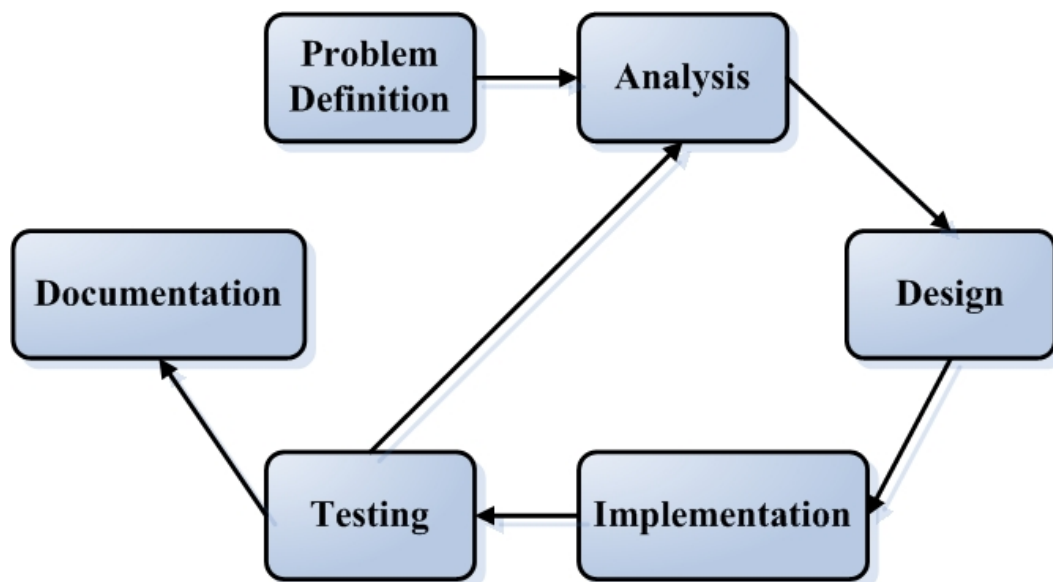 Problem
Definition
Analysis
Design
Implementation
Testing
Documentation